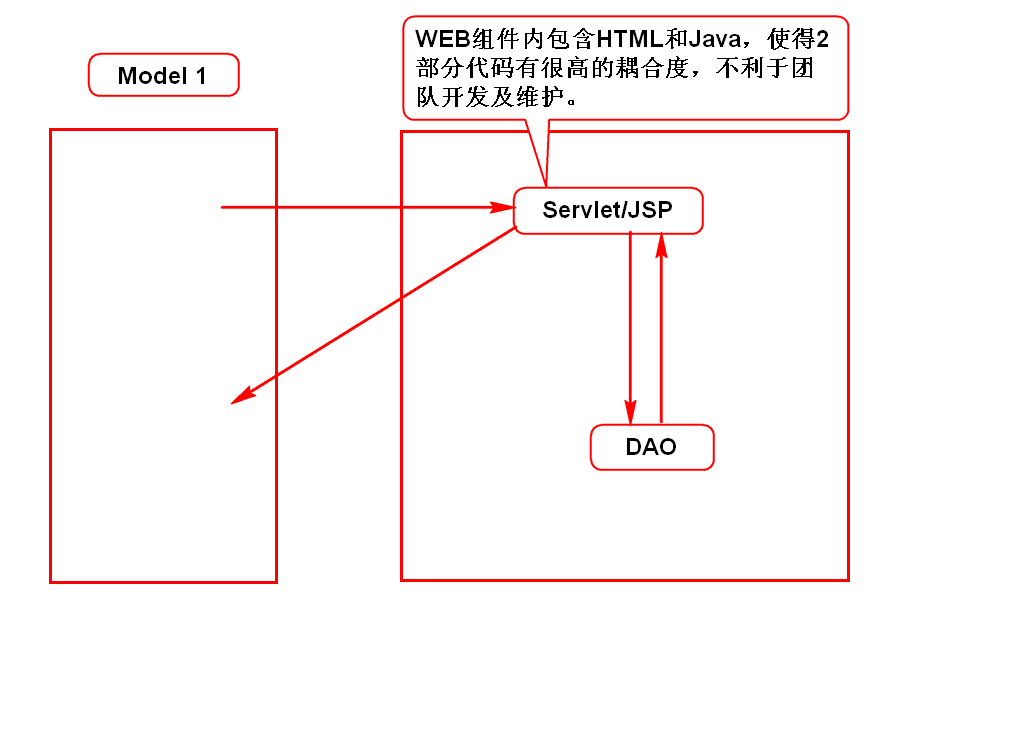 Model 1
WEB组件内包含HTML和Java，使得2
部分代码有很高的耦合度，不利于团
队开发及维护。
Servlet/JSP
DAO